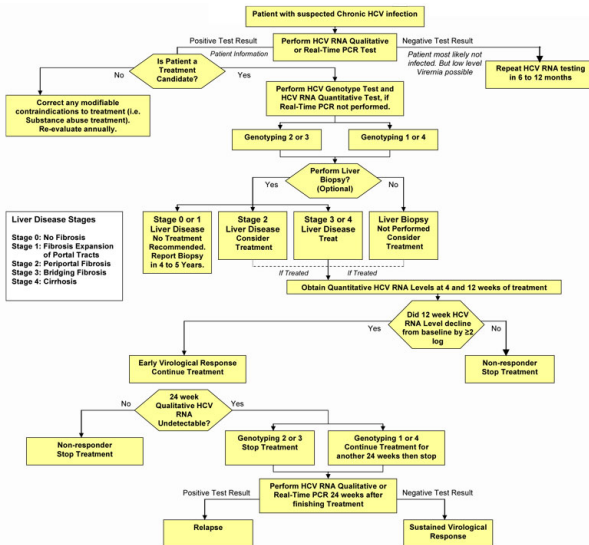 Patient with suspected Chronic HCV infection
Positive Test Result
Perform HCV RNA Qualitative
or Real-Time PCR Test
Negative Test Result
Patient Information
Patient most likely not
infected. But low level
Viremia possible
Repeat HCV RNA testing
in 6 to 12 months
No
Is Patient a
Treatment
Candidate?
Yes
Correct any modifiable
contraindications to treatment (i.e.
Substance abuse treatment).
Re-evaluate annually.
Perform HCV Genotype Test and
HCV RNA Quantitative Test, if
Real-Time PCR not performed.
Genotyping 2 or 3
Genotyping 1 or 4
Yes
Perform Liver
Biopsy?
(Optional)
No
Liver Disease Stages
Stage 0: No Fibrosis
Stage 1: Fibrosis Expansion
of Portal Tracts
Stage 2: Periportal Fibrosis
Stage 3: Bridging Fibrosis
Stage 4: Cirrhosis
Stage 0 or 1
Liver Disease
No Treatment
Recommended.
Report Biopsy
in 4 to 5 Years.
Stage 2
Liver Disease
Consider
Treatment
Stage 3 or 4
Liver Disease
Treat
Liver Biopsy
Not Performed
Consider
Treatment
If Treated
If Treated
Obtain Quantitative HCV RNA Levels at 4 and 12 weeks of treatment
Yes
Did 12 week HCV
RNA Level decline
from baseline by ≥2
log
No
Early Virological Response
Continue Treatment
Non-responder
Stop Treatment
No
24 week
Qualitative HCV
RNA
Undetectable?
Yes
Non-responder
Stop Treatment
Genotyping 2 or 3
Stop Treatment
Genotyping 1 or 4
Continue Treatment for
another 24 weeks then stop
Positive Test Result
Perform HCV RNA Qualitative or
Real-Time PCR 24 weeks after
finishing Treatment
Negative Test Result
Relapse
Sustained Virological
Response